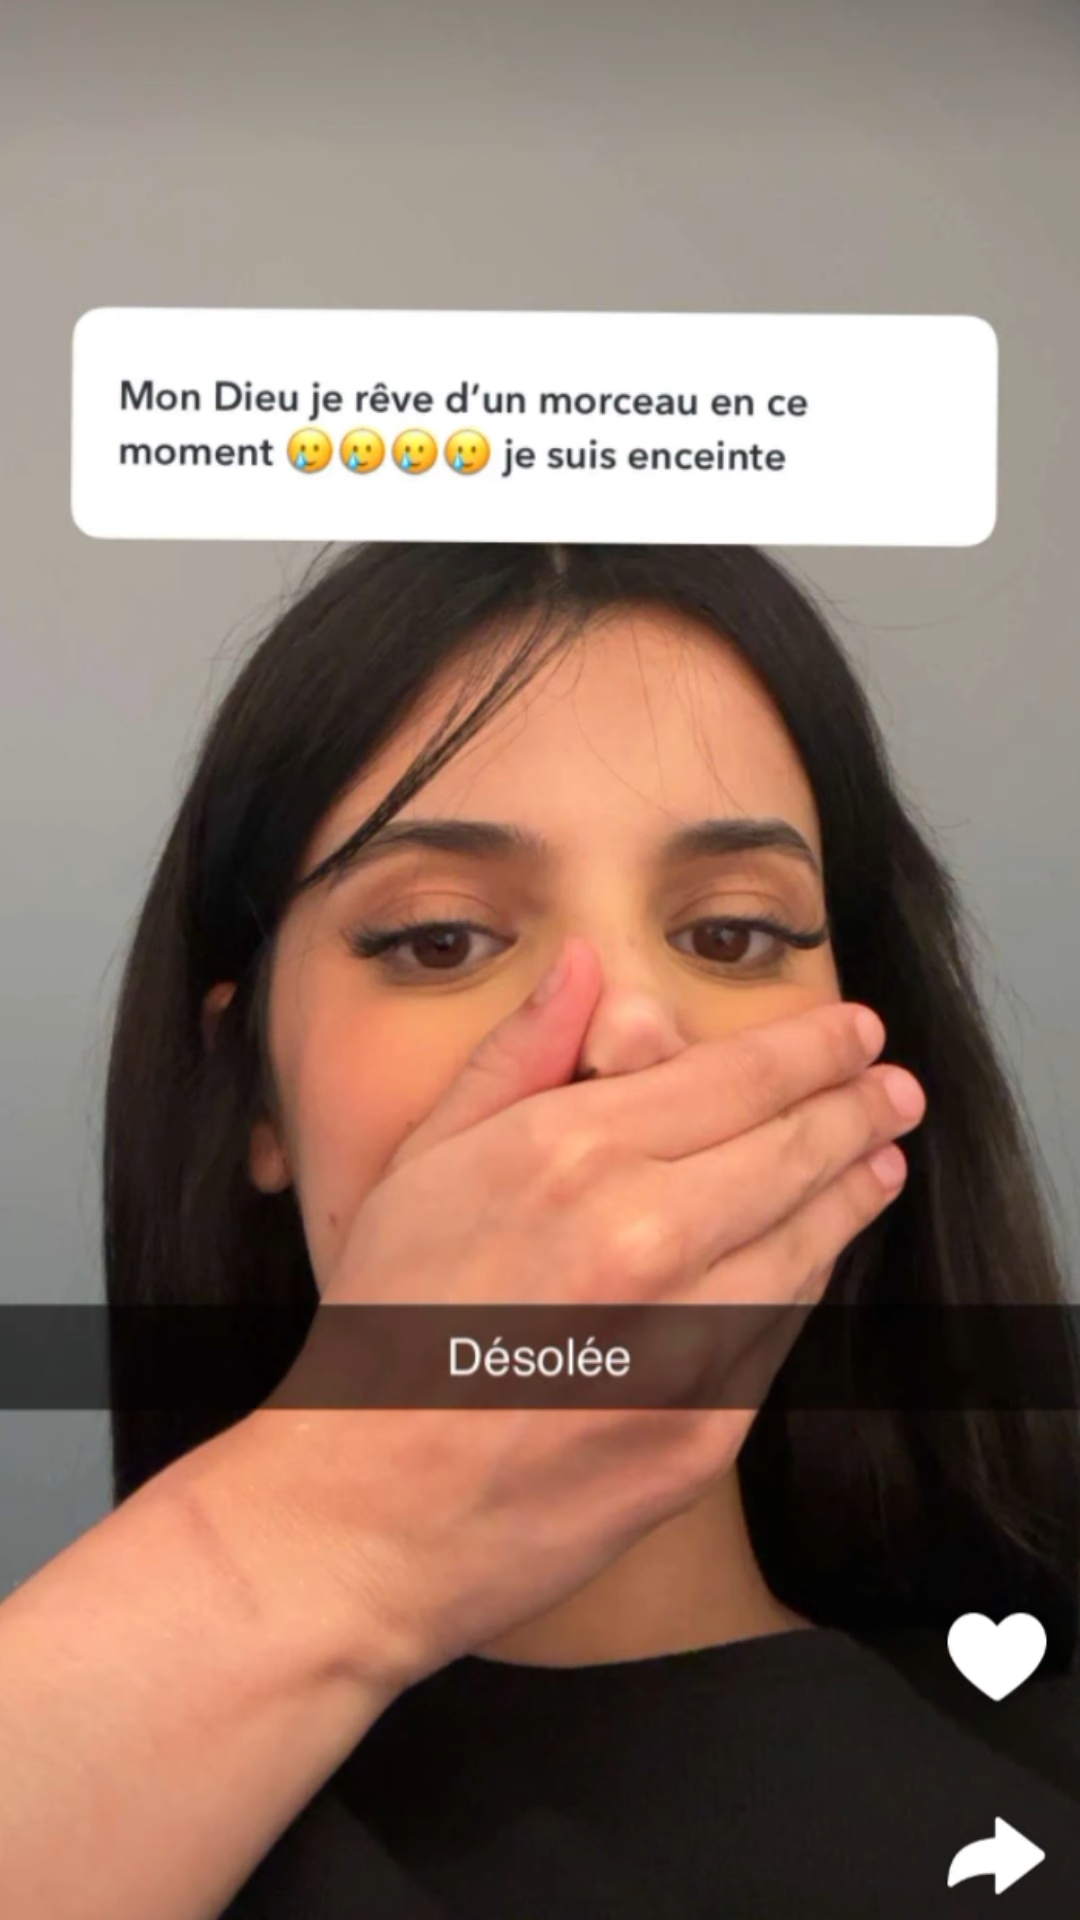 Mon Dieu je rêve d’un morceau en ce
moment 🥲🥲🥲🥲 je suis enceinte
Désolée